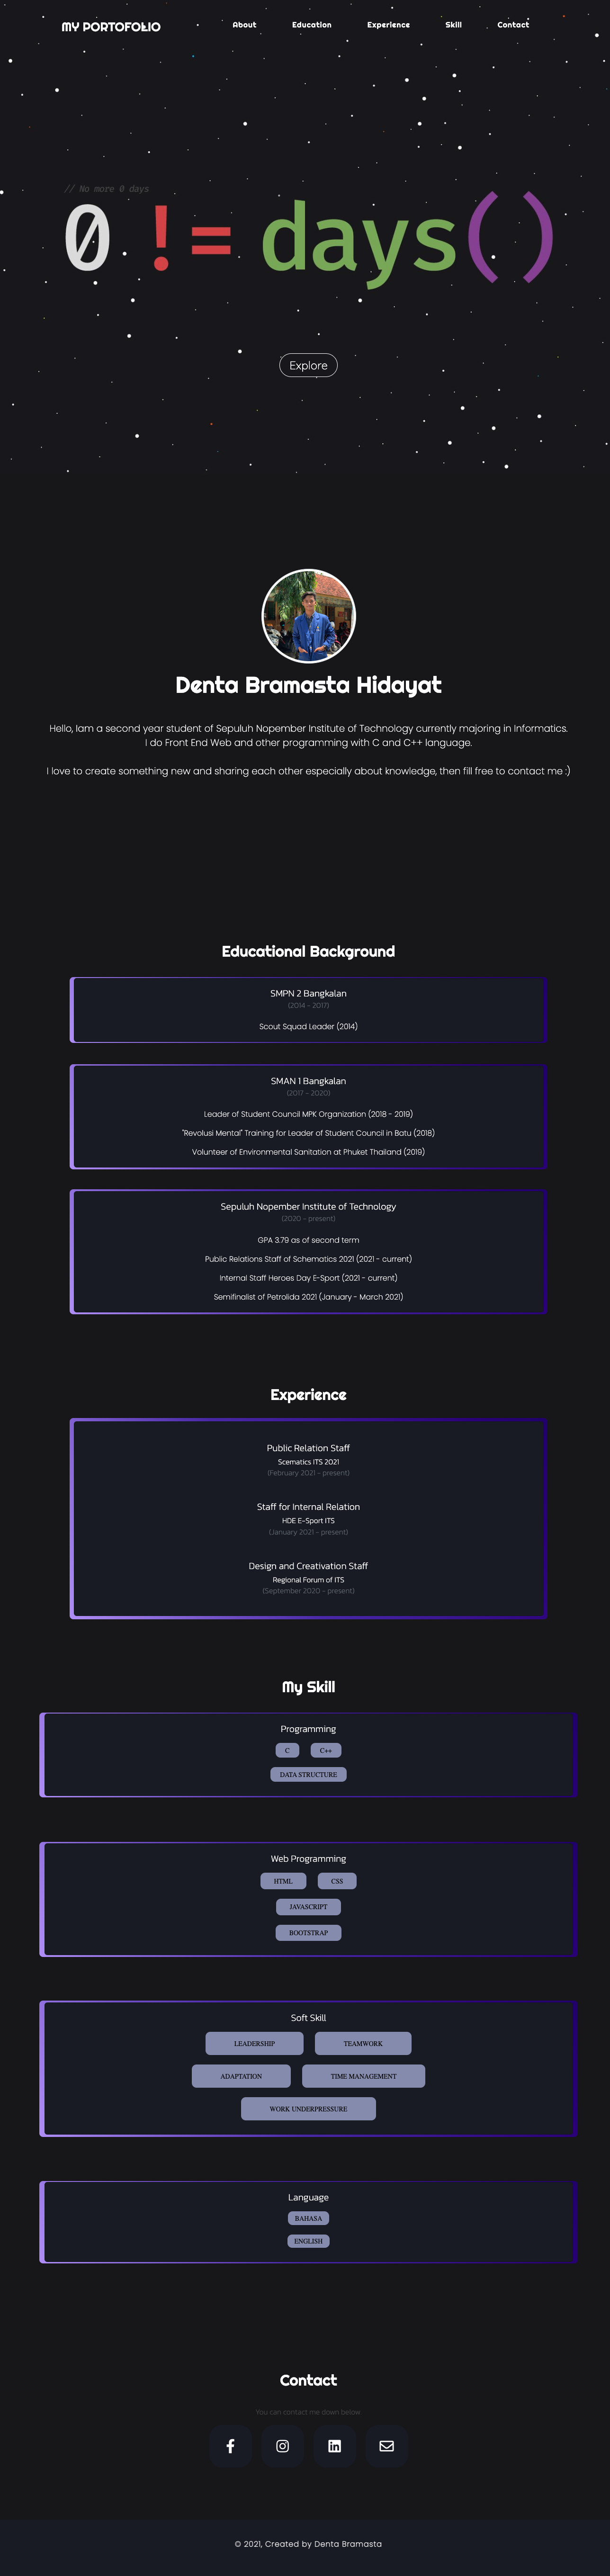 MY PORTOFOLIO
About Education Experience Skill Contact
// No more 0 days
0 != days()
Explore
Denta Bramasta Hidayat
Hello, Iam a second year student of Sepuluh Nopember Institute of Technology currently majoring in Informatics.
I do Front End Web and other programming with C and C++ language.
I love to create something new and sharing each other especially about knowledge, then fill free to contact me :)
Educational Background
SMPN 2 Bangkalan
(2014 - 2017)
Scout Squad Leader (2014)
SMAN 1 Bangkalan
(2017 - 2020)
Leader of Student Council MPK Organization (2018 - 2019)
"Revolusi Mental" Training for Leader of Student Council in Batu (2018)
Volunteer of Environmental Sanitation at Phuket Thailand (2019)
Sepuluh Nopember Institute of Technology
(2020 - present)
GPA 3.79 as of second term
Public Relations Staff of Schematics 2021 (2021 - current)
Internal Staff Heroes Day E-Sport (2021 - current)
Semifinalist of Petrolida 2021 (January - March 2021)
Experience
Public Relation Staff
Scematics ITS 2021
(February 2021 - present)
Staff for Internal Relation
HDE E-Sport ITS
(January 2021 - present)
Design and Creativation Staff
Regional Forum of ITS
(September 2020 - present)
My Skill
Programming
C C++
DATA STRUCTURE
Web Programming
HTML CSS
JAVASCRIPT
BOOTSTRAP
Soft Skill
LEADERSHIP TEAMWORK
ADAPTATION TIME MANAGEMENT
WORK UNDERPRESSURE
Language
BAHASA
ENGLISH
Contact
You can contact me down below.
© 2021, Created by Denta Bramasta